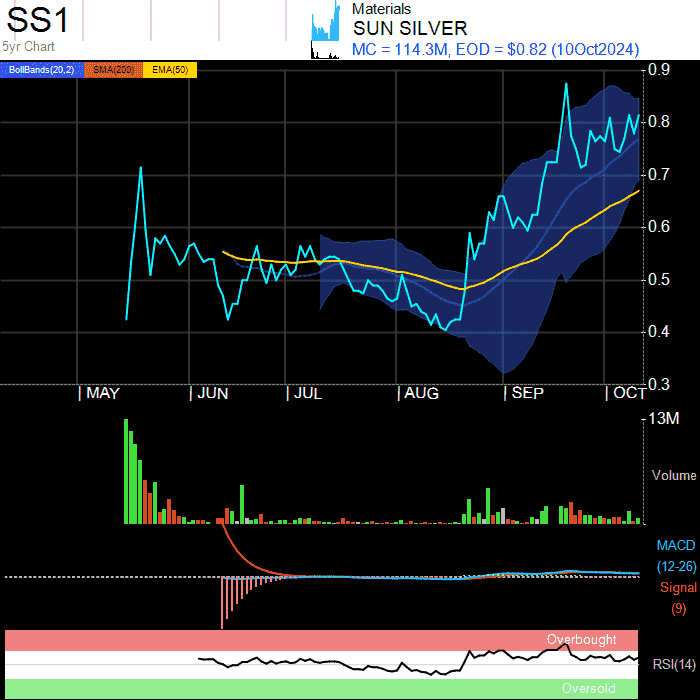 SS1
5yr Chart
Materials
SUN SILVER
MC = 114.3M, EOD = $0.82 (10Oct2024)
BollBands(20,2) SMA(200) EMA(50)
0.9
0.8
0.7
0.6
0.5
0.4
0.3
MAY JUN JUL AUG SEP OCT
13M
Volume
MACD
(12-26)
Signal
(9)
Overbought
RSI(14)
Oversold